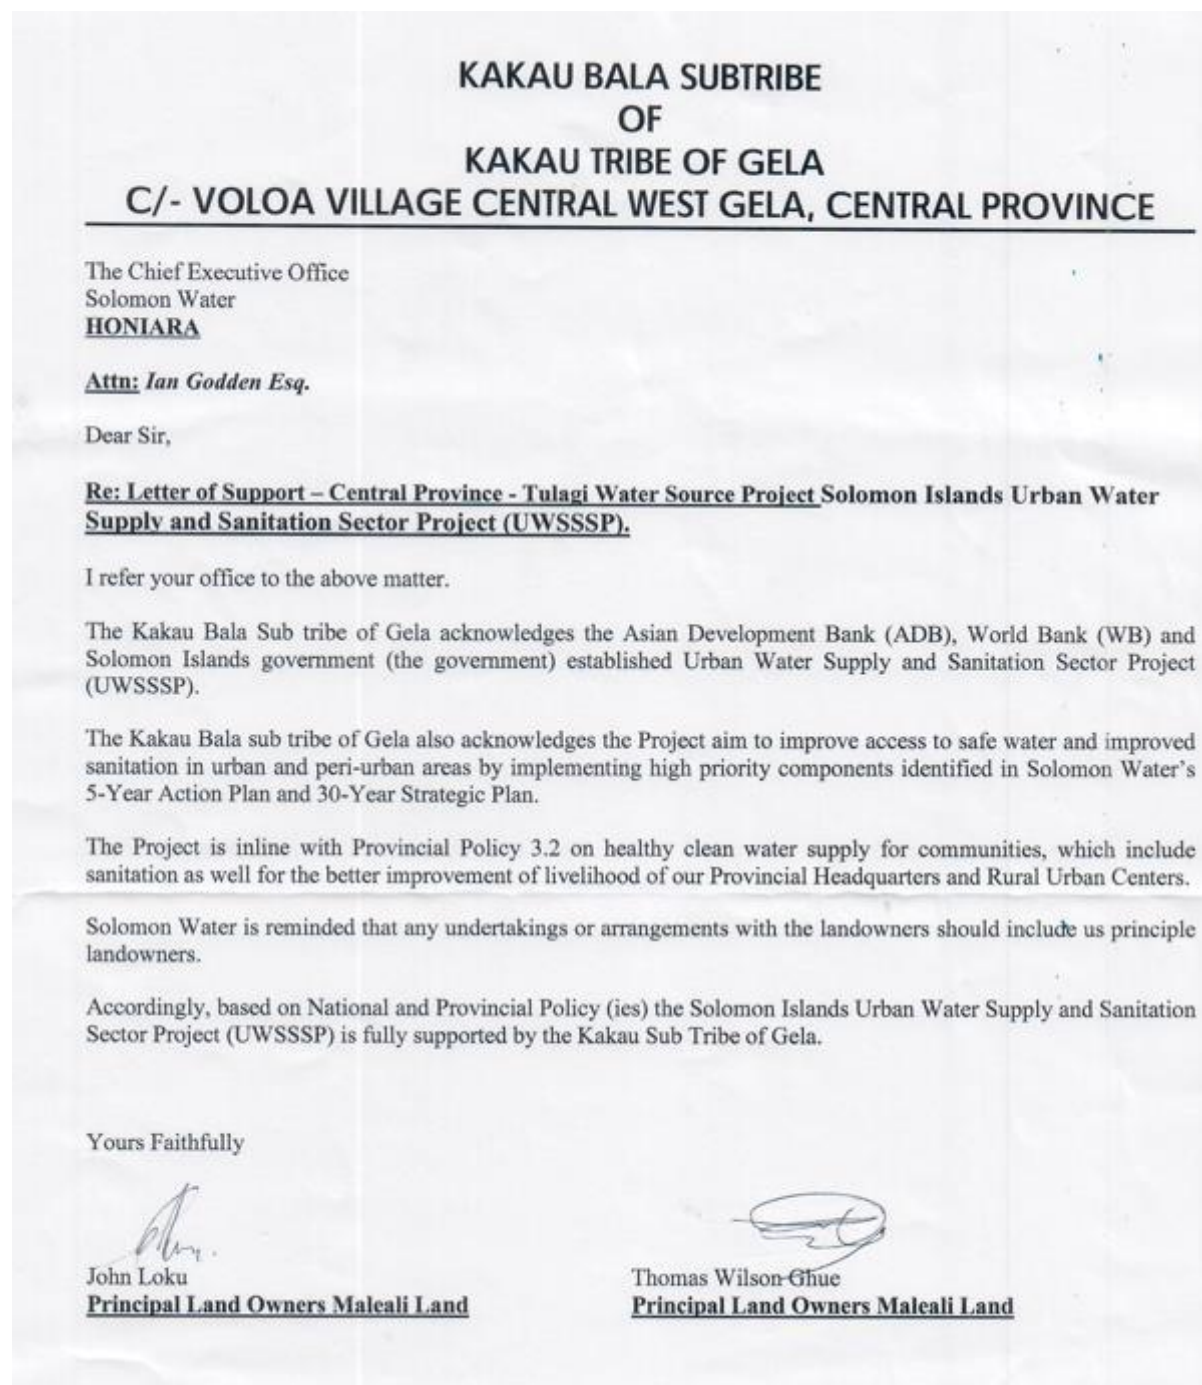 KAKAU BALA SUBTRIBE
OF
KAKAU TRIBE OF GELA
C/- VOLOA VILLAGE CENTRAL WEST GELA, CENTRAL PROVINCE
The Chief Executive Office
Solomon Water
HONIARA
Attn: Ian Godden Esq.
Dear Sir,
Re: Letter of Support – Central Province - Tulagi Water Source Project Solomon Islands Urban Water
Supply and Sanitation Sector Project (UWSSSP).
I refer your office to the above matter.
The Kakau Bala Sub tribe of Gela acknowledges the Asian Development Bank (ADB), World Bank (WB) and
Solomon Islands government (the government) established Urban Water Supply and Sanitation Sector Project
(UWSSSP).
The Kakau Bala sub tribe of Gela also acknowledges the Project aim to improve access to safe water and improved
sanitation in urban and peri-urban areas by implementing high priority components identified in Solomon Water's
5-Year Action Plan and 30-Year Strategic Plan.
The Project is inline with Provincial Policy 3.2 on healthy clean water supply for communities, which include
sanitation as well for the better improvement of livelihood of our Provincial Headquarters and Rural Urban Centers.
Solomon Water is reminded that any undertakings or arrangements with the landowners should include us principle
landowners.
Accordingly, based on National and Provincial Policy (ies) the Solomon Islands Urban Water Supply and Sanitation
Sector Project (UWSSSP) is fully supported by the Kakau Sub Tribe of Gela.
Yours Faithfully
John Loku
Principal Land Owners Maleali Land
Thomas Wilson Ghue
Principal Land Owners Maleali Land